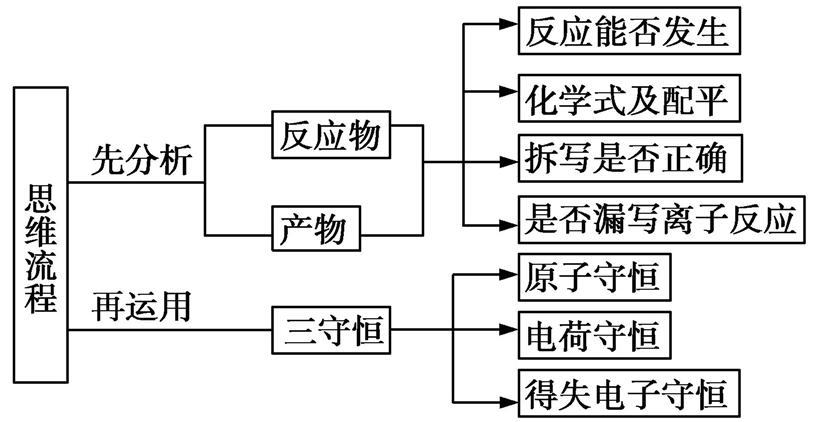 思维流程
先分析
反应物
产物
反应能否发生
化学式及配平
拆写是否正确
是否漏写离子反应
再运用
三守恒
原子守恒
电荷守恒
得失电子守恒